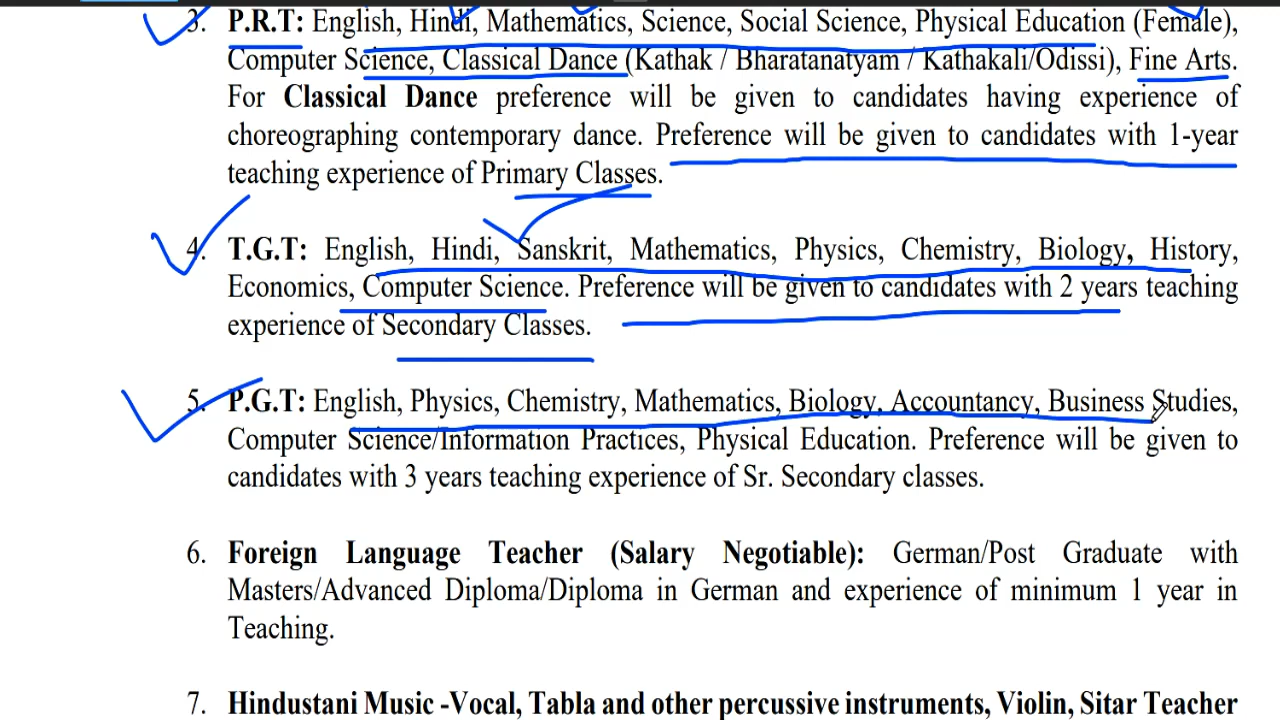 3. P.R.T: English, Hindi, Mathematics, Science, Social Science, Physical Education (Female),
Computer Science, Classical Dance (Kathak / Bharatanatyam / Kathakali/Odissi), Fine Arts.
For Classical Dance preference will be given to candidates having experience of
choreographing contemporary dance. Preference will be given to candidates with 1-year
teaching experience of Primary Classes.
4. T.G.T: English, Hindi, Sanskrit, Mathematics, Physics, Chemistry, Biology, History,
Economics, Computer Science. Preference will be given to candidates with 2 years teaching
experience of Secondary Classes.
5. P.G.T: English, Physics, Chemistry, Mathematics, Biology, Accountancy, Business Studies,
Computer Science/Information Practices, Physical Education. Preference will be given to
candidates with 3 years teaching experience of Sr. Secondary classes.
6. Foreign Language Teacher (Salary Negotiable): German/Post Graduate with
Masters/Advanced Diploma/Diploma in German and experience of minimum 1 year in
Teaching.
7. Hindustani Music -Vocal, Tabla and other percussive instruments, Violin, Sitar Teacher